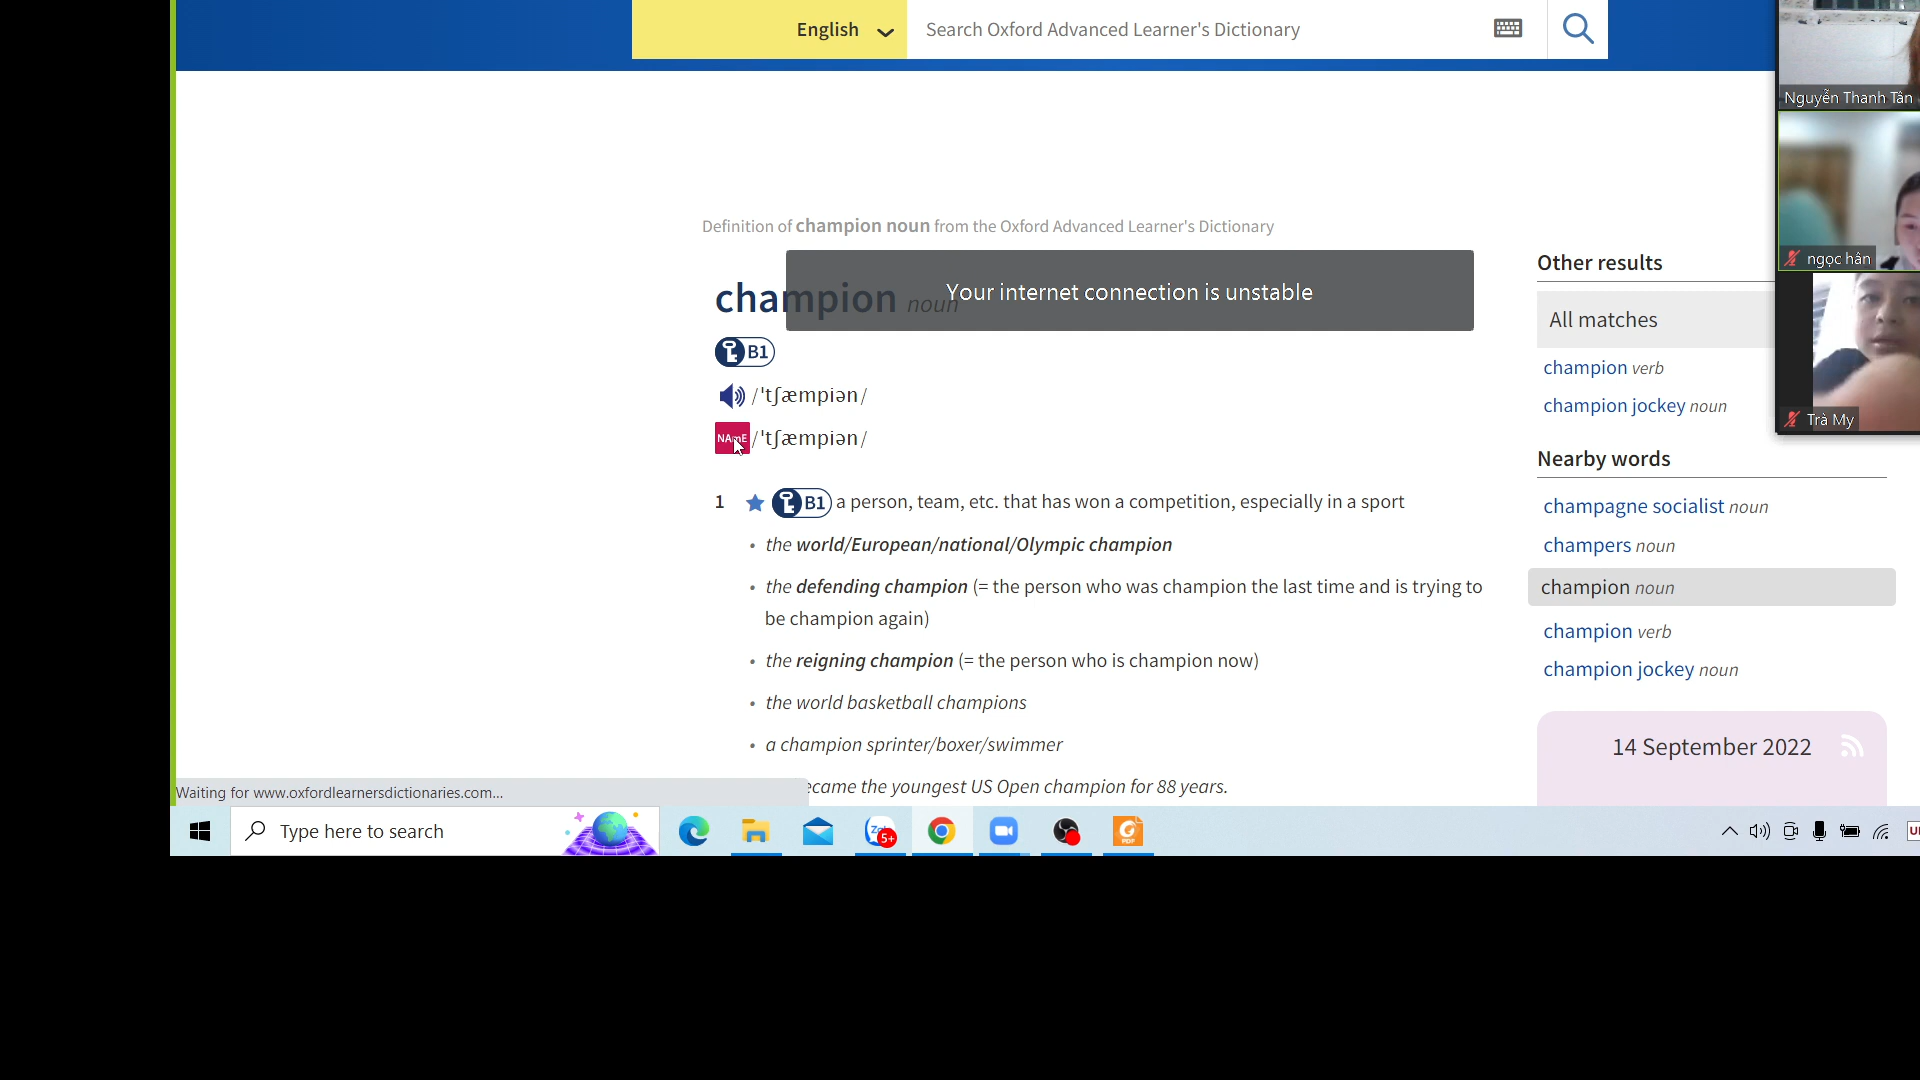 English
Search Oxford Advanced Learner's Dictionary
Nguyễn Thanh Tân
Definition of champion noun from the Oxford Advanced Learner's Dictionary
champion noun
Your internet connection is unstable
B1
/ˈtʃæmpiən/
NAmE /ˈtʃæmpiən/
1 B1 a person, team, etc. that has won a competition, especially in a sport
• the world/European/national/Olympic champion
• the defending champion (= the person who was champion the last time and is trying to
be champion again)
• the reigning champion (= the person who is champion now)
• the world basketball champions
• a champion sprinter/boxer/swimmer
became the youngest US Open champion for 88 years.
Other results
All matches
champion verb
champion jockey noun
Nearby words
champagne socialist noun
champers noun
champion noun
champion verb
champion jockey noun
14 September 2022
ngọc hân
Trà My
Waiting for www.oxfordlearnersdictionaries.com...
Type here to search
5+
PDF